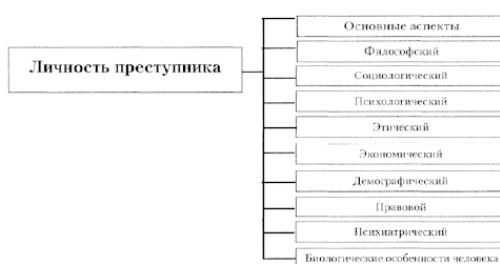 Личность преступника
Основные аспекты
Философский
Социологический
Психологический
Этический
Экономический
Демографический
Правовой
Психиатрический
Биологические особенности человека